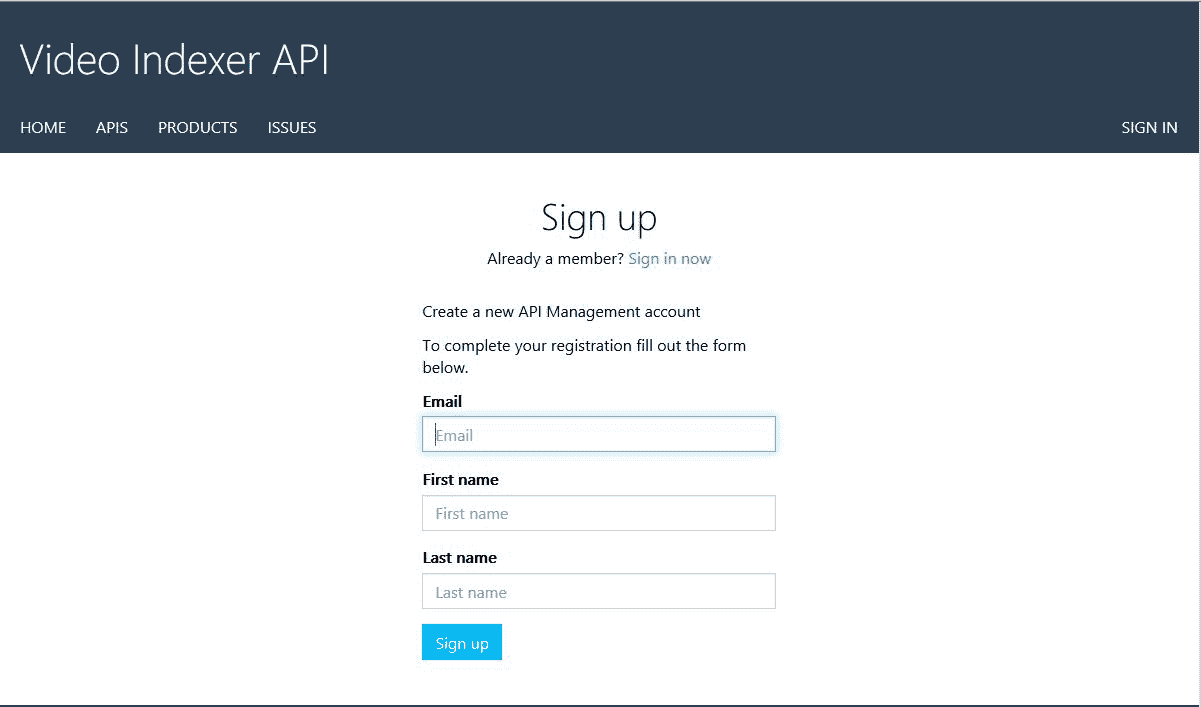 Video Indexer API
HOME APIS PRODUCTS ISSUES SIGN IN
Sign up
Already a member? Sign in now
Create a new API Management account
To complete your registration fill out the form
below.
Email
Email
First name
First name
Last name
Last name
Sign up